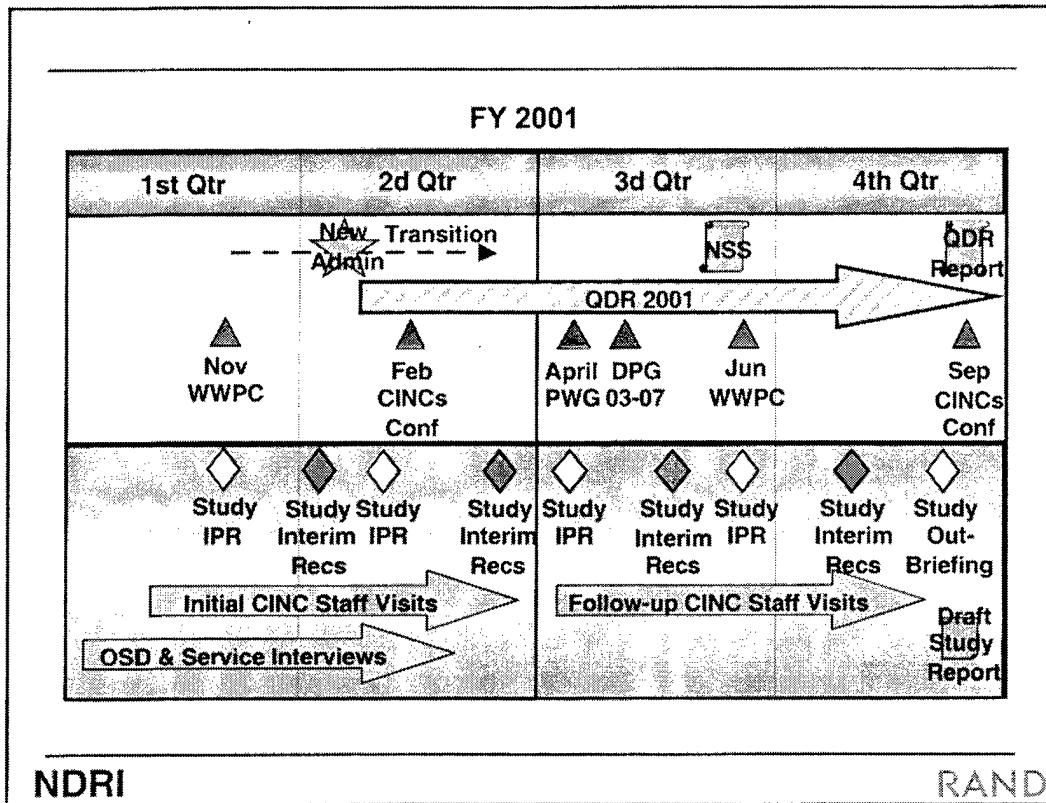 FY 2001
1st Qtr
2d Qtr
3d Qtr
4th Qtr
New
Admin
Transition
NSS
QDR
Report
QDR 2001
Nov
WWPC
Feb
CINCs
Conf
April
PWG
DPG
03-07
Jun
WWPC
Sep
CINCs
Conf
Study
IPR
Study
Interim
Recs
Study
IPR
Study
Interim
Recs
Study
IPR
Study
Interim
Recs
Study
IPR
Study
Interim
Recs
Study
Out-
Briefing
Initial CINC Staff Visits
Follow-up CINC Staff Visits
OSD & Service Interviews
Draft
Study
Report
NDRI
RAND